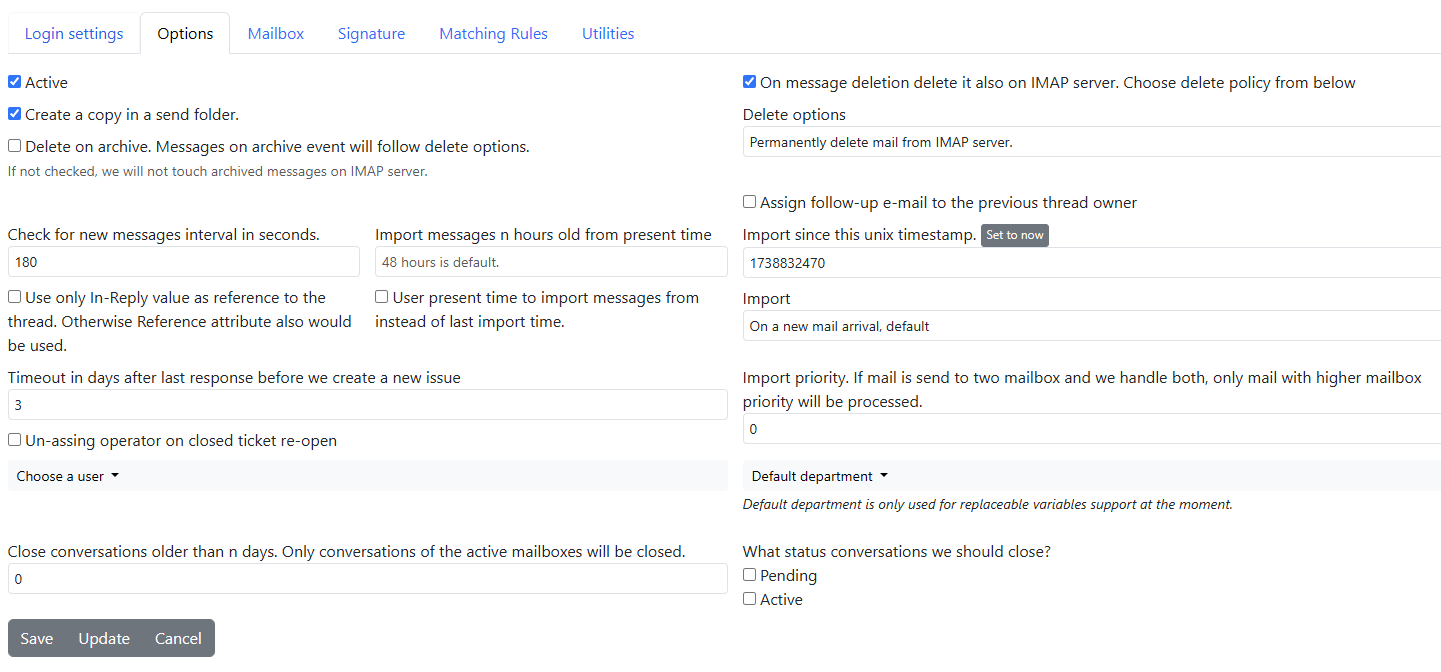 Login settings Options Mailbox Signature Matching Rules Utilities
Active
On message deletion delete it also on IMAP server. Choose delete policy from below
Create a copy in a send folder.
Delete options
Permanently delete mail from IMAP server.
Delete on archive. Messages on archive event will follow delete options.
If not checked, we will not touch archived messages on IMAP server.
Assign follow-up e-mail to the previous thread owner
Check for new messages interval in seconds.
180
Import messages n hours old from present time
48 hours is default.
Import since this unix timestamp. Set to now
1738832470
Use only In-Reply value as reference to the
thread. Otherwise Reference attribute also would
be used.
User present time to import messages from
instead of last import time.
Import
On a new mail arrival, default
Timeout in days after last response before we create a new issue
3
Import priority. If mail is send to two mailbox and we handle both, only mail with higher mailbox
priority will be processed.
0
Un-assing operator on closed ticket re-open
Choose a user
Default department
Default department is only used for replaceable variables support at the moment.
Close conversations older than n days. Only conversations of the active mailboxes will be closed.
0
What status conversations we should close?
Pending
Active
Save Update Cancel